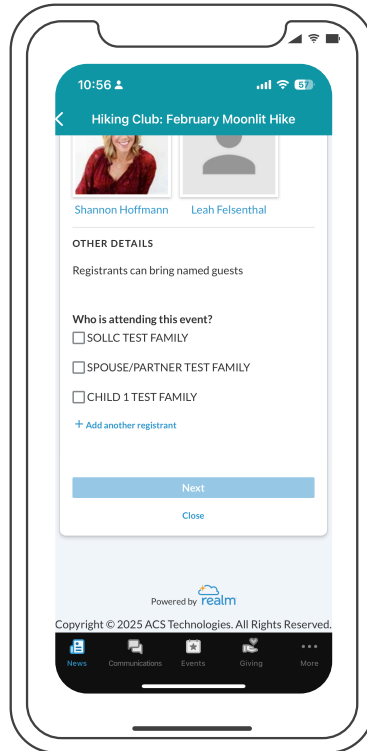 10:56
57
Hiking Club: February Moonlit Hike
Shannon Hoffmann Leah Felsenthal
OTHER DETAILS
Registrants can bring named guests
Who is attending this event?
SOLLC TEST FAMILY
SPOUSE/PARTNER TEST FAMILY
CHILD 1 TEST FAMILY
+ Add another registrant
Next
Close
Powered by realm
Copyright © 2025 ACS Technologies. All Rights Reserved.
News Communications Events Giving More